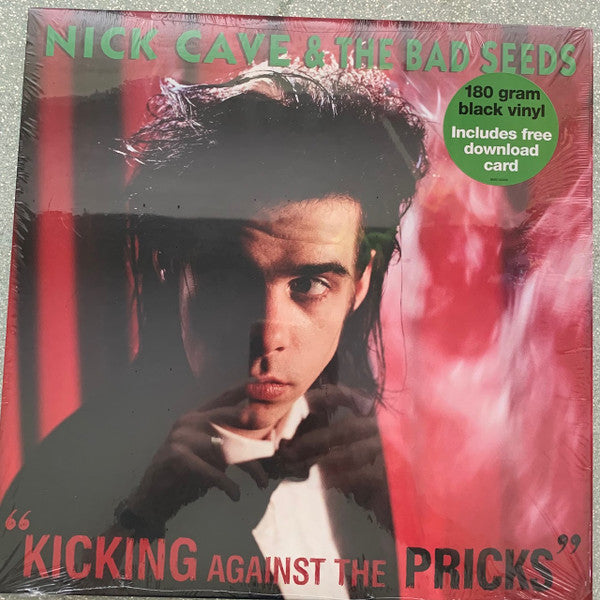 NICK CAVE & THE BAD SEEDS
180 gram
black vinyl
Includes free
download
card
“KICKING AGAINST THE PRICKS”